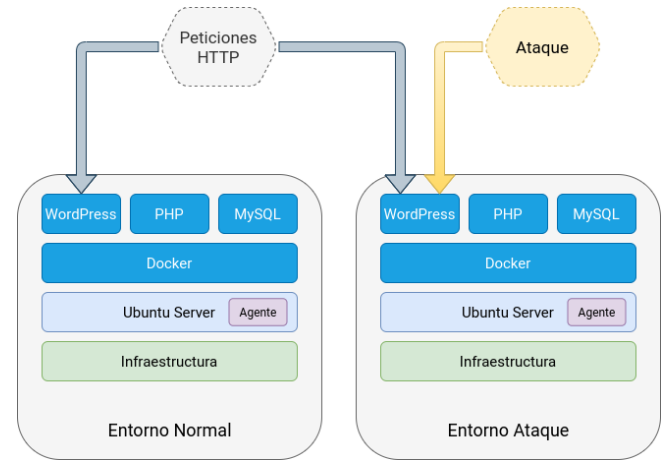 Peticiones
HTTP
Ataque
WordPress
PHP
MySQL
Docker
Ubuntu Server
Agente
Infraestructura
Entorno Normal
WordPress
PHP
MySQL
Docker
Ubuntu Server
Agente
Infraestructura
Entorno Ataque